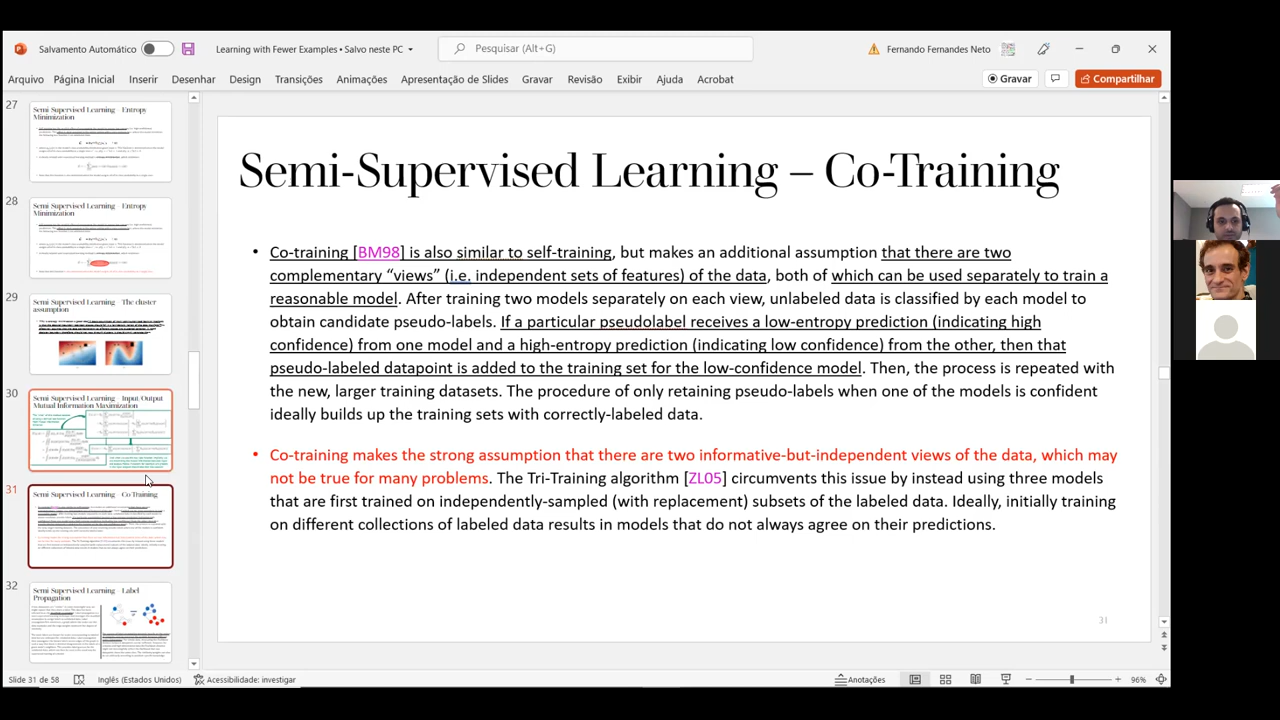 Salvamento Automático
Learning with Fewer Examples • Salvo neste PC
Pesquisar (Alt+G)
Fernando Fernandes Neto
Arquivo
Página Inicial
Inserir
Desenhar
Design
Transições
Animações
Apresentação de Slides
Gravar
Revisão
Exibir
Ajuda
Acrobat
Gravar
Compartilhar
27
Semi Supervised Learning – Entropy
Minimization
28
Semi Supervised Learning – Entropy
Minimization
29
Semi Supervised Learning – The cluster
assumption
30
Semi Supervised Learning – Input/Output
Mutual Information Maximization
31
Semi Supervised Learning – Co Training
32
Semi Supervised Learning – Label
Propagation
Semi-Supervised Learning – Co-Training
• Co-training [BM98] is also similar to self-training, but makes an additional assumption that there are two
complementary “views” (i.e. independent sets of features) of the data, both of which can be used separately to train a
reasonable model. After training two models separately on each view, unlabeled data is classified by each model to
obtain candidate pseudo-labels. If a particular pseudolabel receives a low-entropy prediction (indicating high
confidence) from one model and a high-entropy prediction (indicating low confidence) from the other, then that
pseudo-labeled datapoint is added to the training set for the low-confidence model. Then, the process is repeated with
the new, larger training datasets. The procedure of only retaining pseudo-labels when one of the models is confident
ideally builds up the training sets with correctly-labeled data.
• Co-training makes the strong assumption that there are two informative-but-independent views of the data, which may
not be true for many problems. The Tri-Training algorithm [ZL05] circumvents this issue by instead using three models
that are first trained on independently-sampled (with replacement) subsets of the labeled data. Ideally, initially training
on different collections of labeled data results in models that do not always agree on their predictions.
31
Slide 31 de 58
Inglês (Estados Unidos)
Acessibilidade: investigar
Anotações
96%